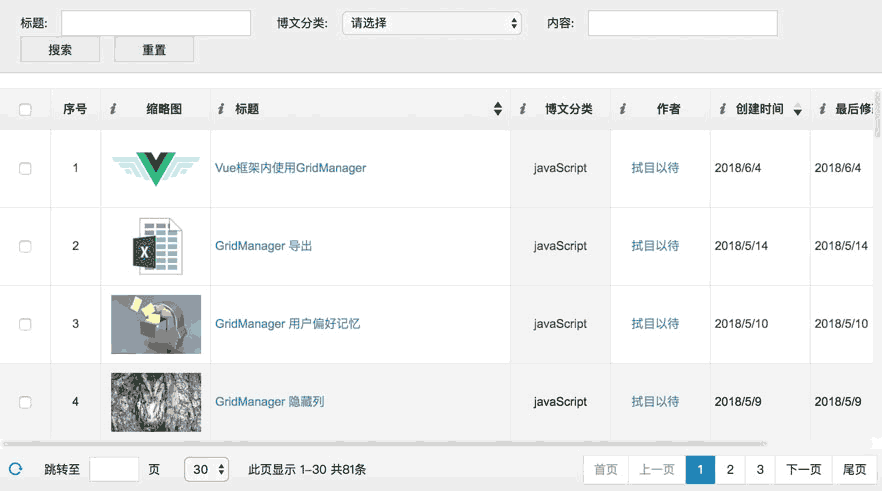 标题: 博文分类: 请选择 内容:
搜索 重置
序号 缩略图 标题 博文分类 作者 创建时间 最后修
1 Vue框架内使用GridManager javaScript 拭目以待 2018/6/4 2018/6/4
2 X GridManager 导出 javaScript 拭目以待 2018/5/14 2018/5/14
3 GridManager 用户偏好记忆 javaScript 拭目以待 2018/5/10 2018/5/10
4 GridManager 隐藏列 javaScript 拭目以待 2018/5/9 2018/5/9
跳转至 页 30 此页显示 1–30 共81条 首页 上一页 1 2 3 下一页 尾页